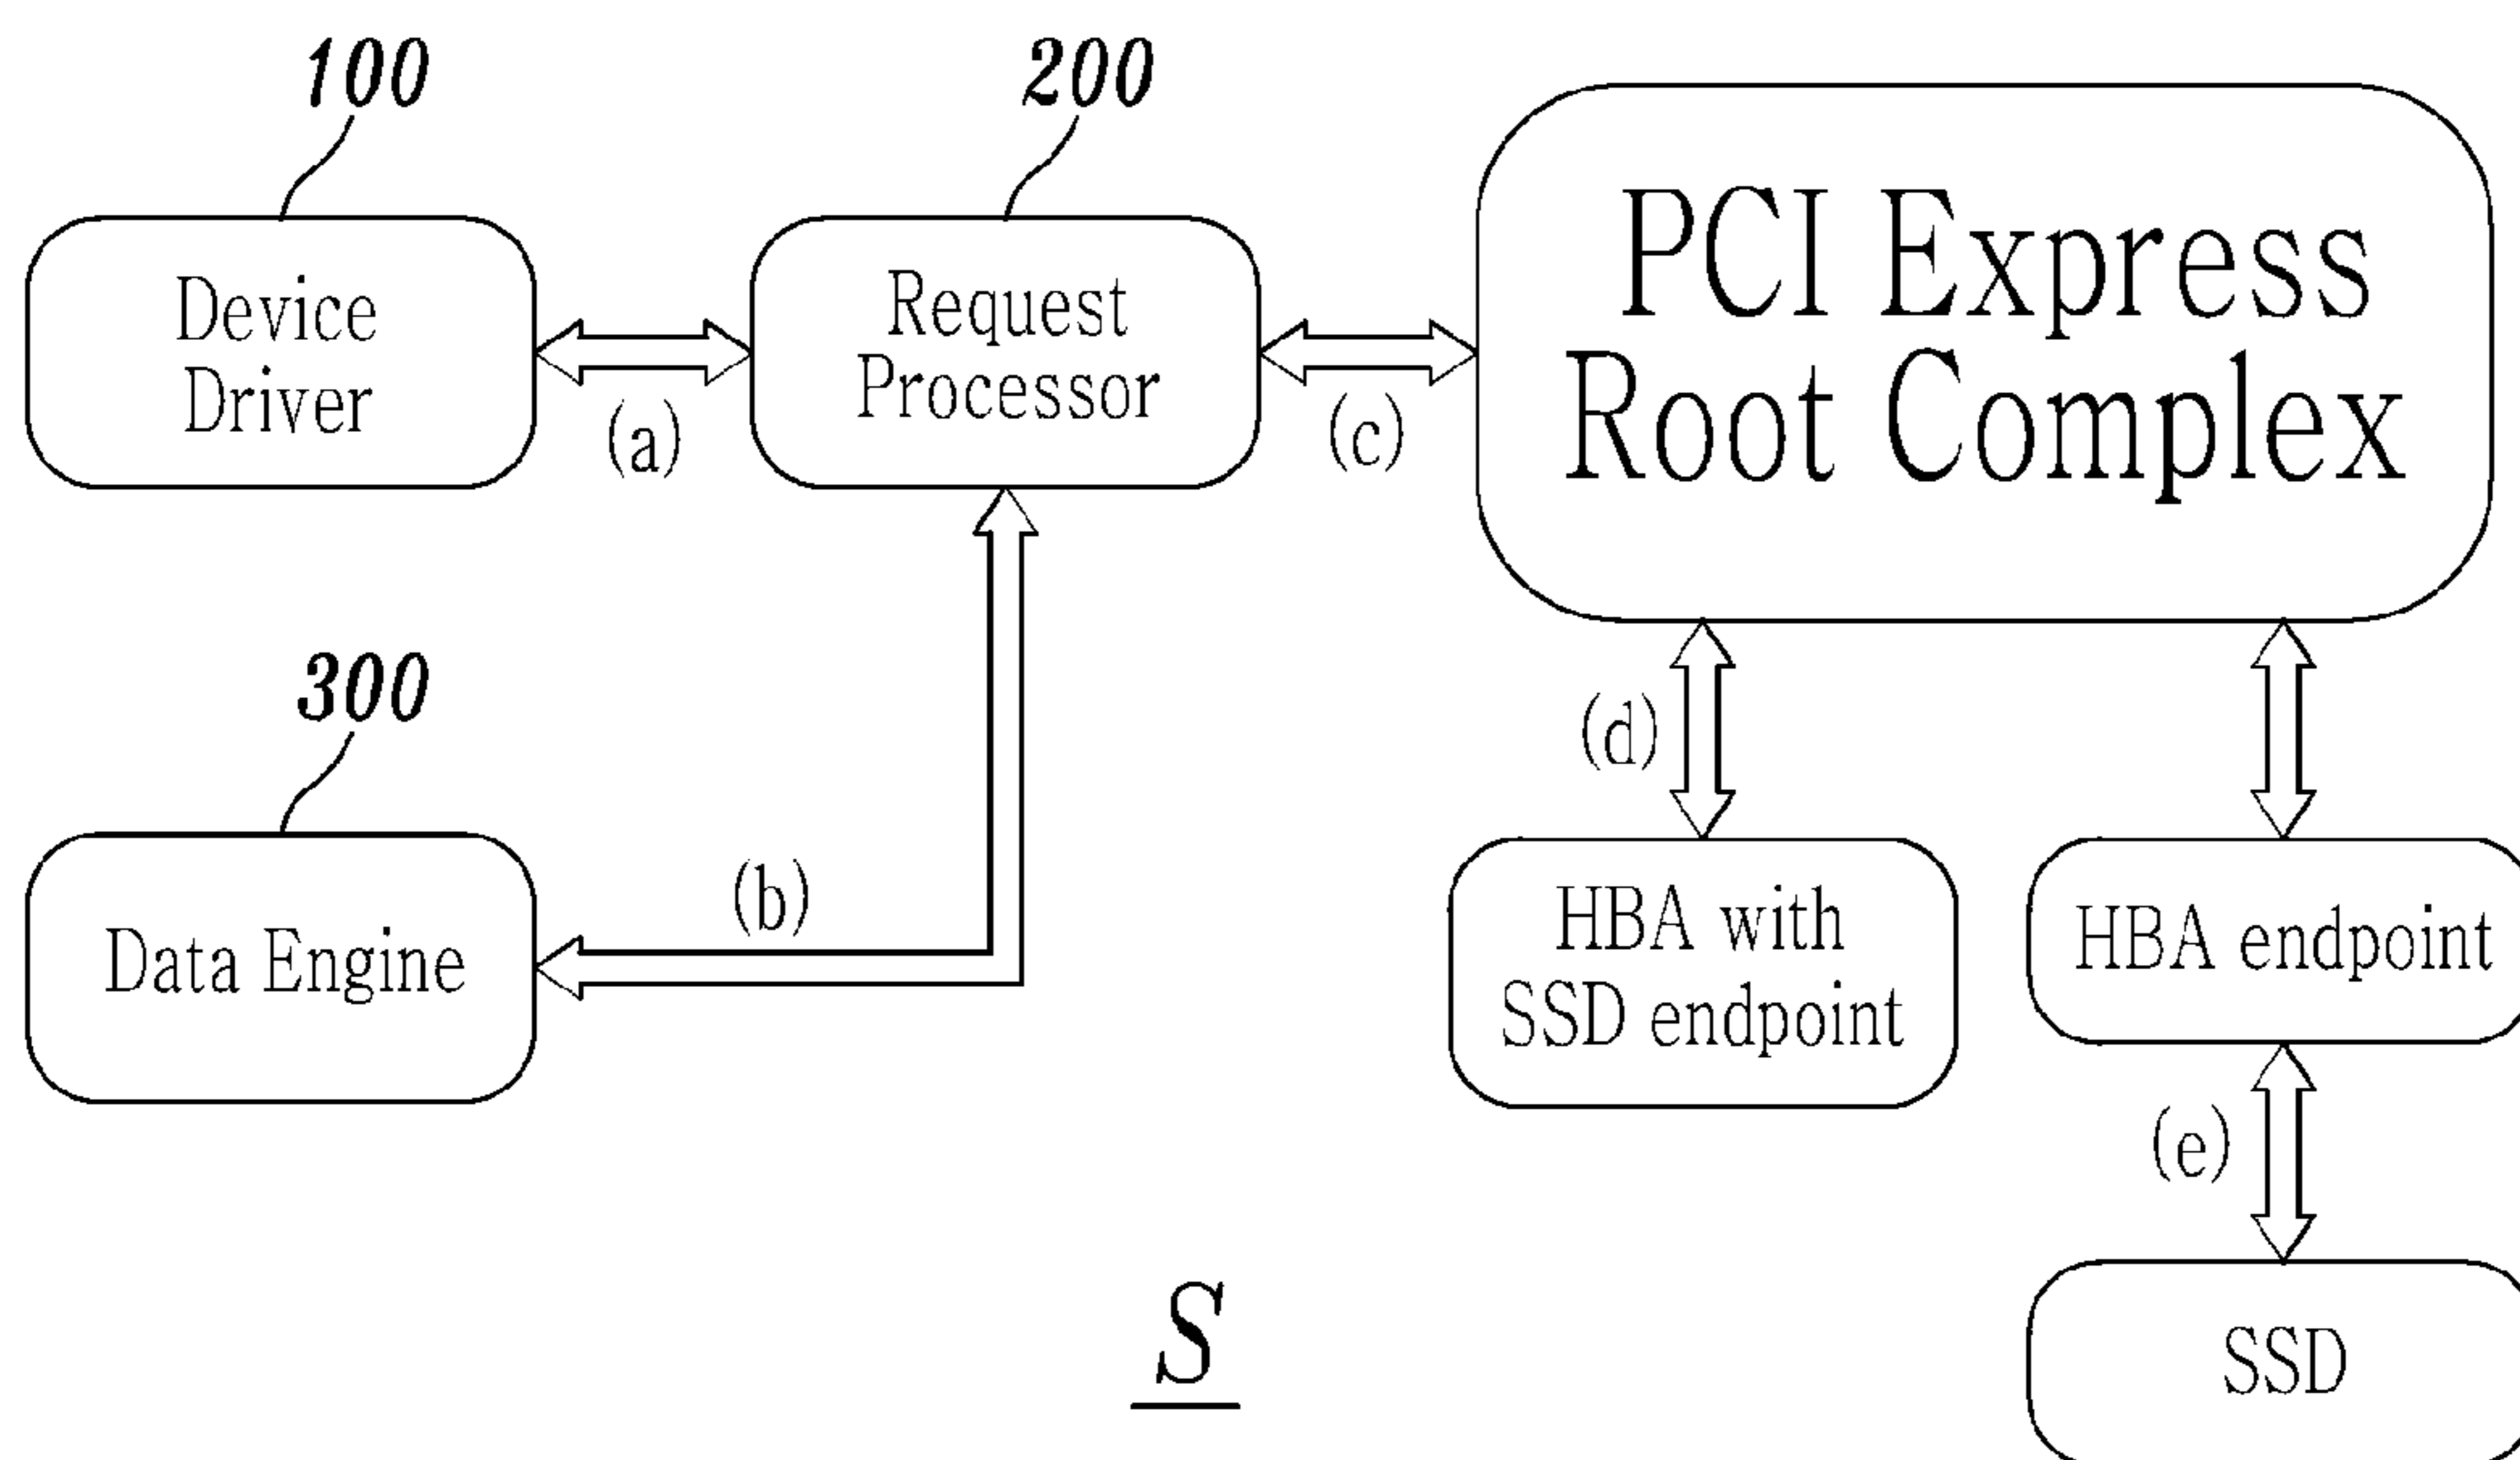 100
200
Device
Driver
(a)
Request
Processor
(c)
PCI Express
Root Complex
300
Data Engine
(b)
(d)
HBA with
SSD endpoint
HBA endpoint
(e)
SSD
S